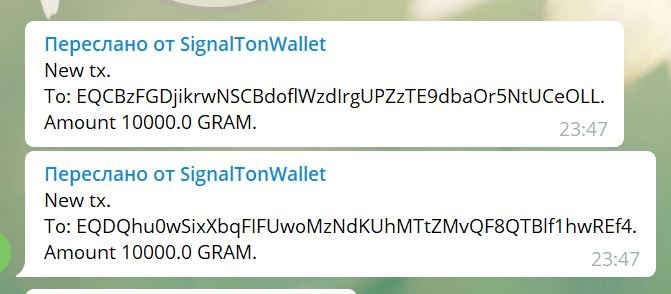 Переслано от SignalTonWallet
New tx.
To: EQCBzFGDjikrwNSCBdoflWzdIrgUPZzTE9dbaOr5NtUCeOLL.
Amount 10000.0 GRAM.
23:47
Переслано от SignalTonWallet
New tx.
To: EQDQhu0wSixXbqFIFUwoMzNdKUhMTtZMvQF8QTBlf1hwREf4.
Amount 10000.0 GRAM.
23:47